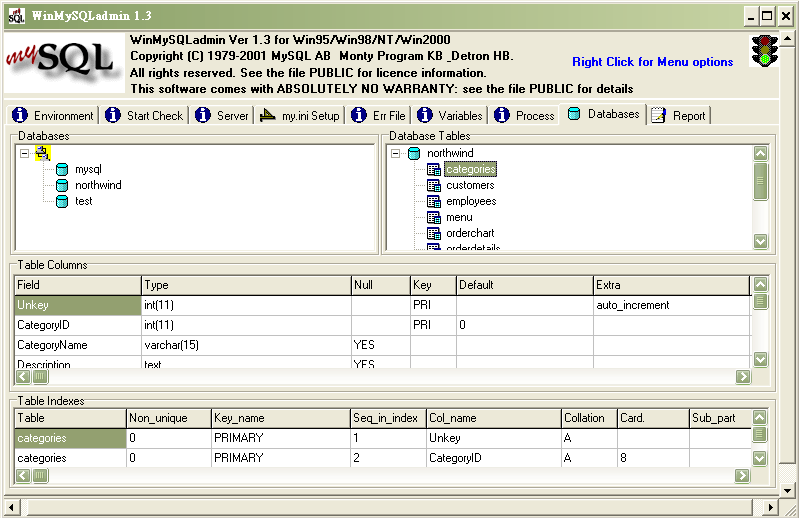 WinMySQLadmin 1.3
mySQL
WinMySQLadmin Ver 1.3 for Win95/Win98/NT/Win2000
Copyright (C) 1979-2001 MySQL AB Monty Program KB _Detron HB.
All rights reserved. See the file PUBLIC for licence information.
This software comes with ABSOLUTELY NO WARRANTY: see the file PUBLIC for details
Right Click for Menu options
Environment Start Check Server my.ini Setup Err File Variables Process Databases Report
Databases
mysql
northwind
test
Database Tables
northwind
categories
customers
employees
menu
orderchart
orderdetails
Table Columns
Field Type Null Key Default Extra
Unkey int(11) PRI auto_increment
CategoryID int(11) PRI 0
CategoryName varchar(15) YES
Description text YES
Table Indexes
Table Non_unique Key_name Seq_in_index Col_name Collation Card. Sub_part
categories 0 PRIMARY 1 Unkey A
categories 0 PRIMARY 2 CategoryID A 8